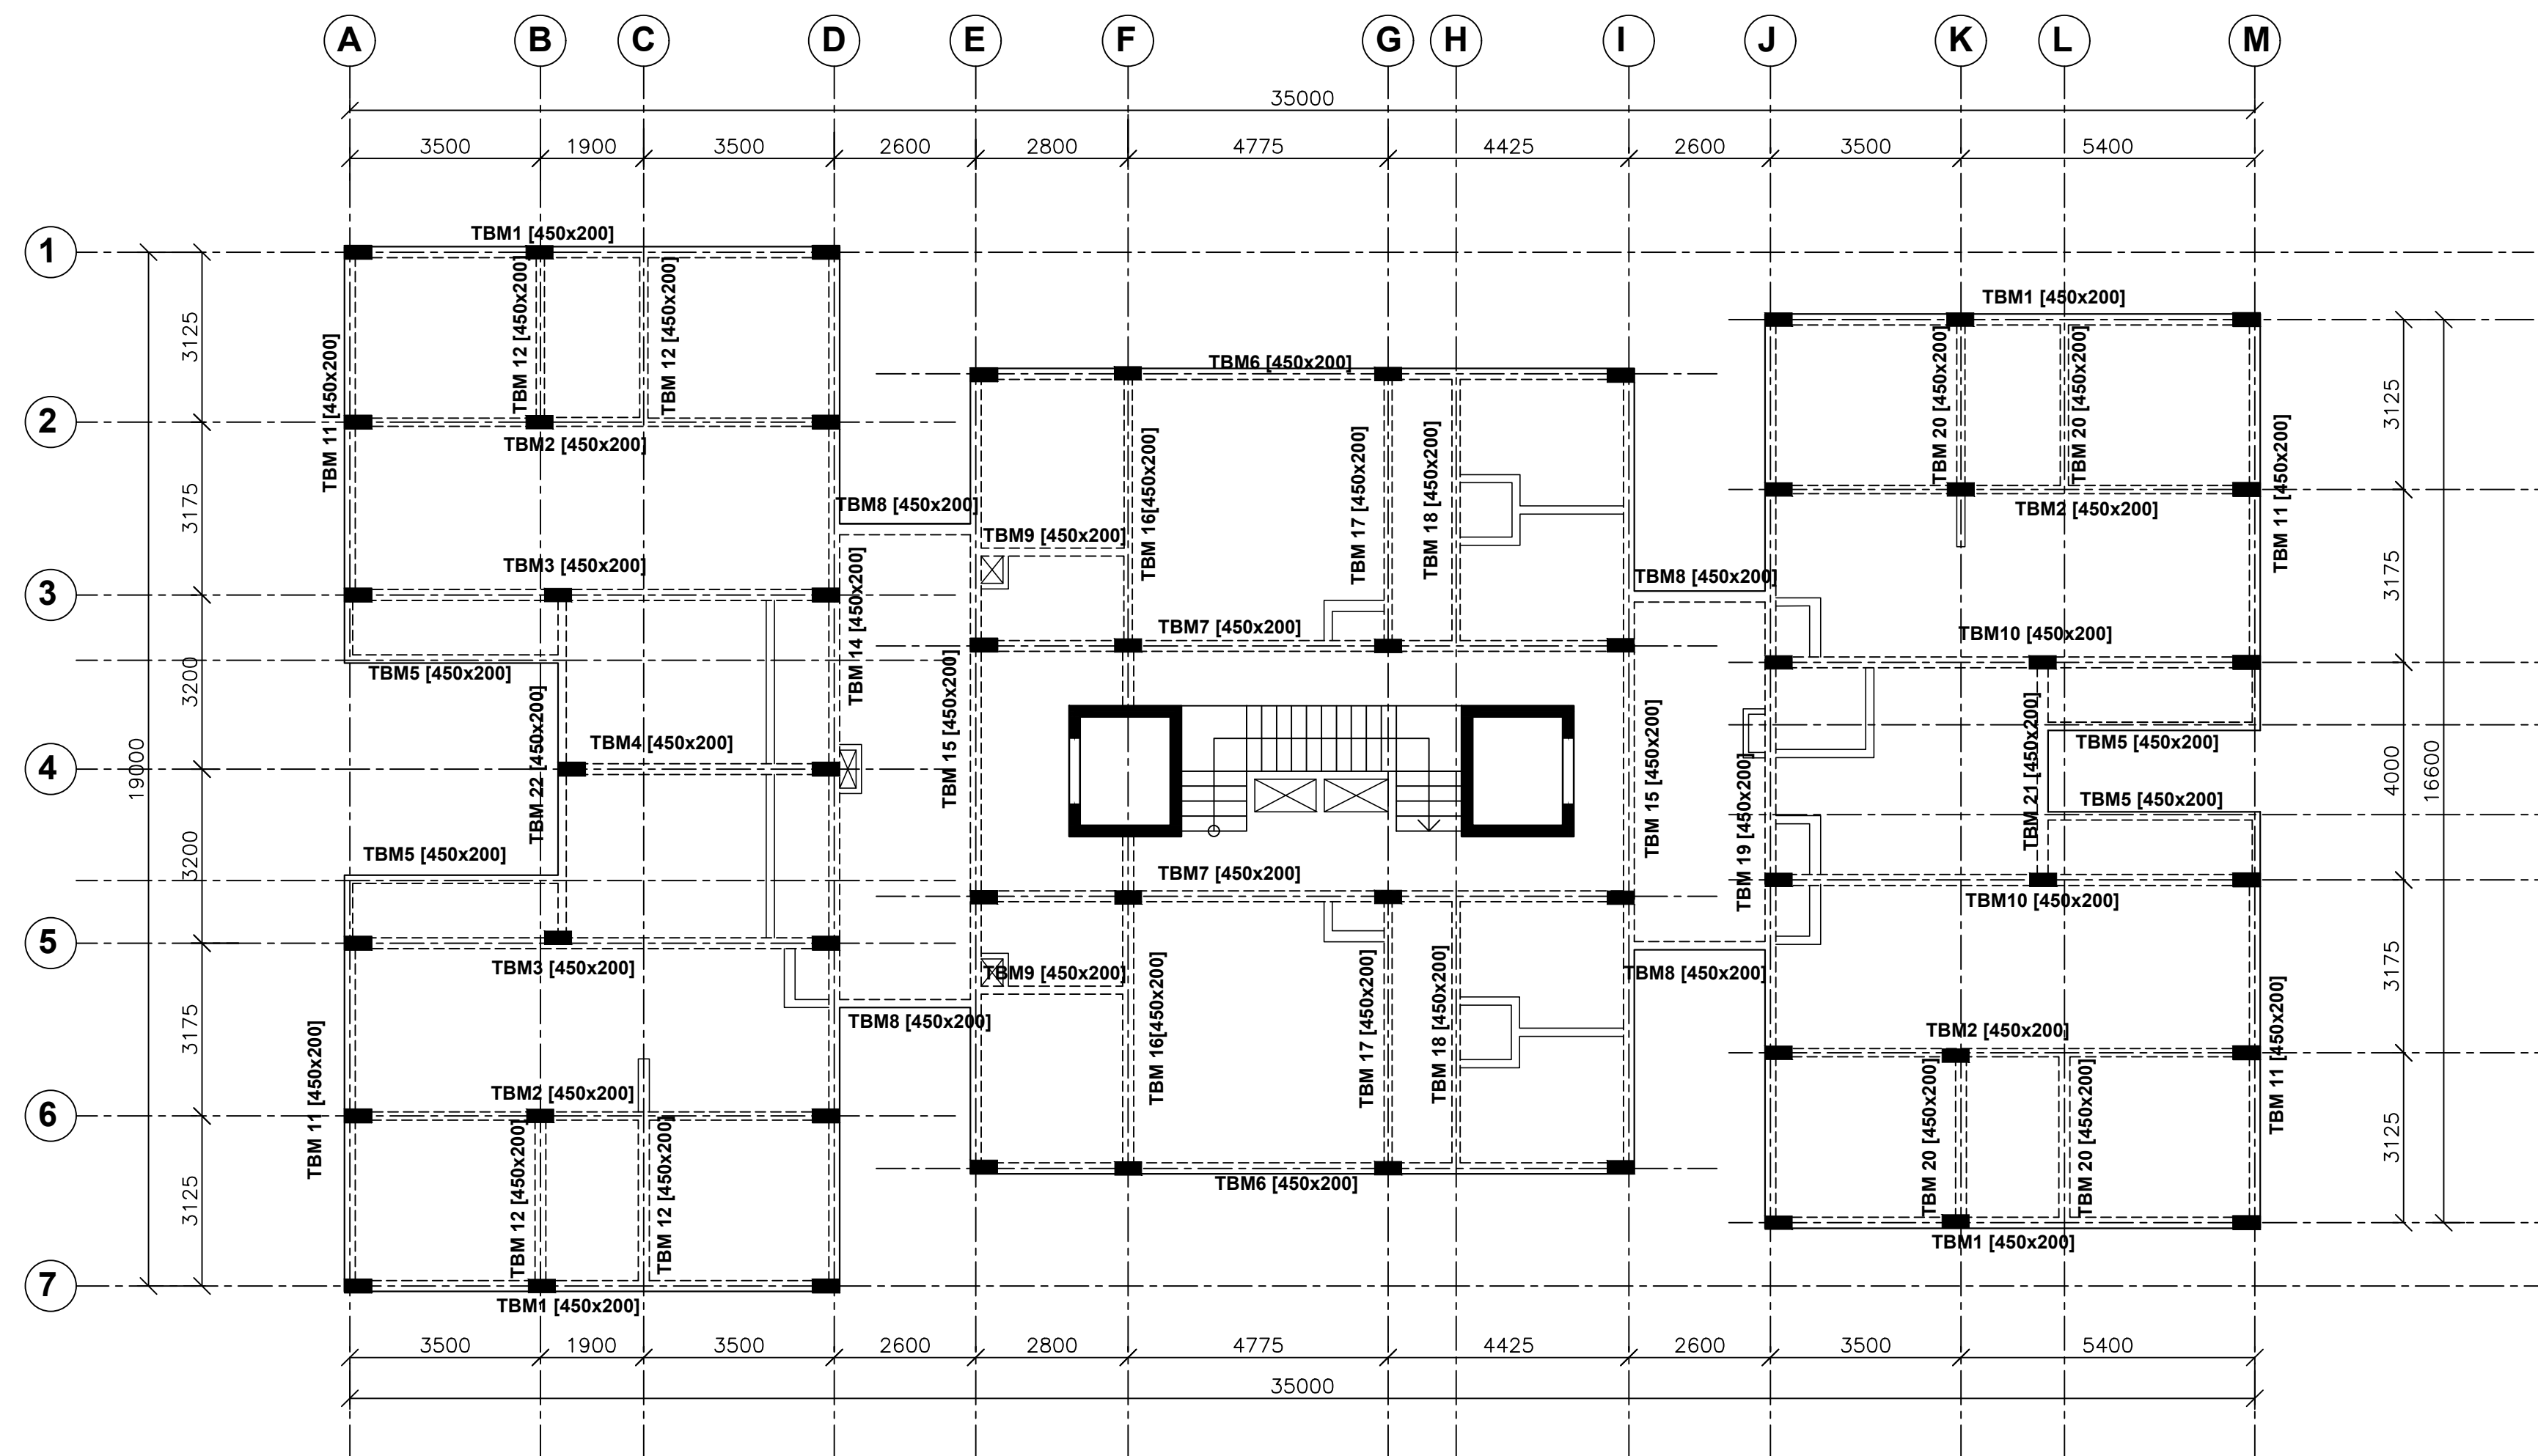 A B C D E F G H I J K L M
35000
3500 1900 3500 2600 2800 4775 4425 2600 3500 5400
1
TBM1 [450x200]
TBM1 [450x200]
TBM 12 [450x200]
TBM 12 [450x200]
3125
TBM 11 [450x200]
TBM6 [450x200]
TBM 20 [450x200]
TBM 20 [450x200]
3125
2
TBM2 [450x200]
TBM 16[450x200]
TBM 17 [450x200]
TBM 18 [450x200]
TBM 11 [450x200]
3175
TBM8 [450x200]
TBM2 [450x200]
TBM9 [450x200]
3
TBM3 [450x200]
TBM 14 [450x200]
TBM8 [450x200]
3175
TBM7 [450x200]
TBM10 [450x200]
3200
TBM5 [450x200]
TBM 22 [450x200]
TBM4 [450x200]
TBM 15 [450x200]
TBM 15 [450x200]
TBM 19 [450x200]
TBM 21 [450x200]
TBM5 [450x200]
19000
4
4000
16600
TBM5 [450x200]
3200
TBM5 [450x200]
TBM7 [450x200]
TBM10 [450x200]
5
TBM3 [450x200]
TBM9 [450x200]
TBM8 [450x200]
3175
3175
TBM8 [450x200]
TBM 16[450x200]
TBM 17 [450x200]
TBM 18 [450x200]
TBM2 [450x200]
TBM 11 [450x200]
TBM 11 [450x200]
6
TBM2 [450x200]
TBM 12 [450x200]
TBM 12 [450x200]
TBM 20 [450x200]
TBM 20 [450x200]
3125
3125
TBM6 [450x200]
TBM1 [450x200]
7
TBM1 [450x200]
3500 1900 3500 2600 2800 4775 4425 2600 3500 5400
35000